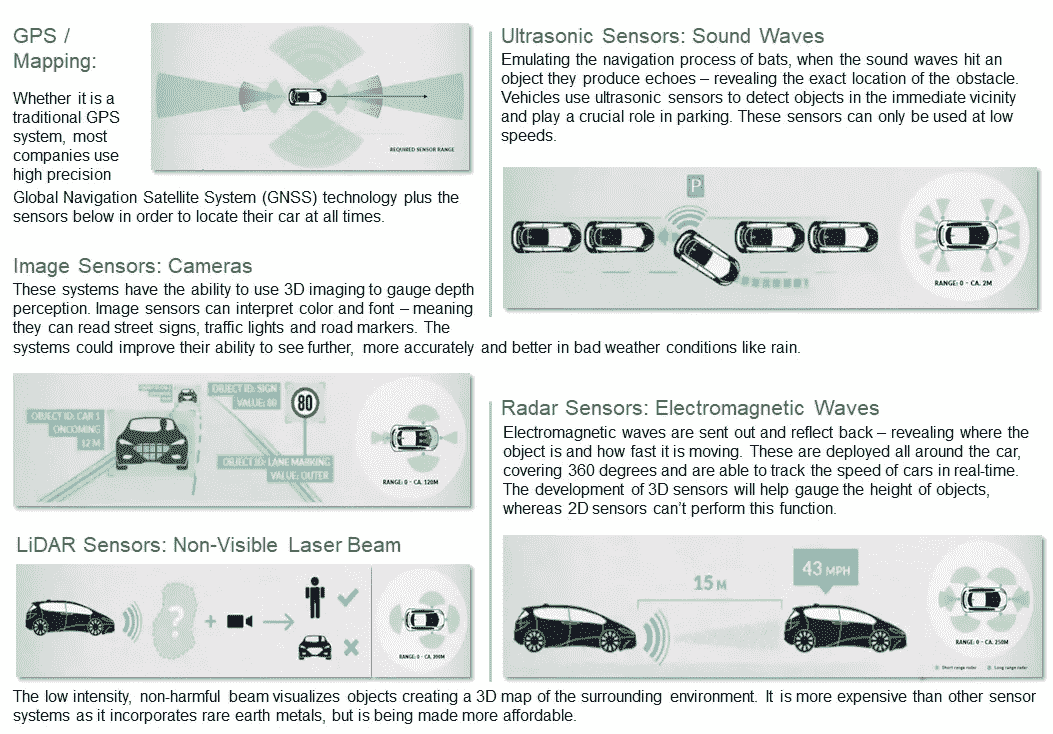 GPS /
Mapping:
Whether it is a
traditional GPS
system, most
companies use
high precision
Global Navigation Satellite System (GNSS) technology plus the
sensors below in order to locate their car at all times.
REQUIRED SENSOR RANGE
Image Sensors: Cameras
These systems have the ability to use 3D imaging to gauge depth
perception. Image sensors can interpret color and font – meaning
they can read street signs, traffic lights and road markers. The
systems could improve their ability to see further, more accurately and better in bad weather conditions like rain.
OBJECT ID: CAR 1
ONCOMING
12 M
OBJECT ID: SIGN
VALUE: 80
80
OBJECT ID: LANE MARKING
VALUE: OUTER
RANGE: 0 - CA. 120M
LiDAR Sensors: Non-Visible Laser Beam
?
+
RANGE: 0 - CA. 200M
The low intensity, non-harmful beam visualizes objects creating a 3D map of the surrounding environment. It is more expensive than other sensor
systems as it incorporates rare earth metals, but is being made more affordable.
Ultrasonic Sensors: Sound Waves
Emulating the navigation process of bats, when the sound waves hit an
object they produce echoes – revealing the exact location of the obstacle.
Vehicles use ultrasonic sensors to detect objects in the immediate vicinity
and play a crucial role in parking. These sensors can only be used at low
speeds.
P
RANGE: 0 - CA. 2M
Radar Sensors: Electromagnetic Waves
Electromagnetic waves are sent out and reflect back – revealing where the
object is and how fast it is moving. These are deployed all around the car,
covering 360 degrees and are able to track the speed of cars in real-time.
The development of 3D sensors will help gauge the height of objects,
whereas 2D sensors can't perform this function.
15 M
43 MPH
RANGE: 0 - CA. 250M
Short range radar
Long range radar